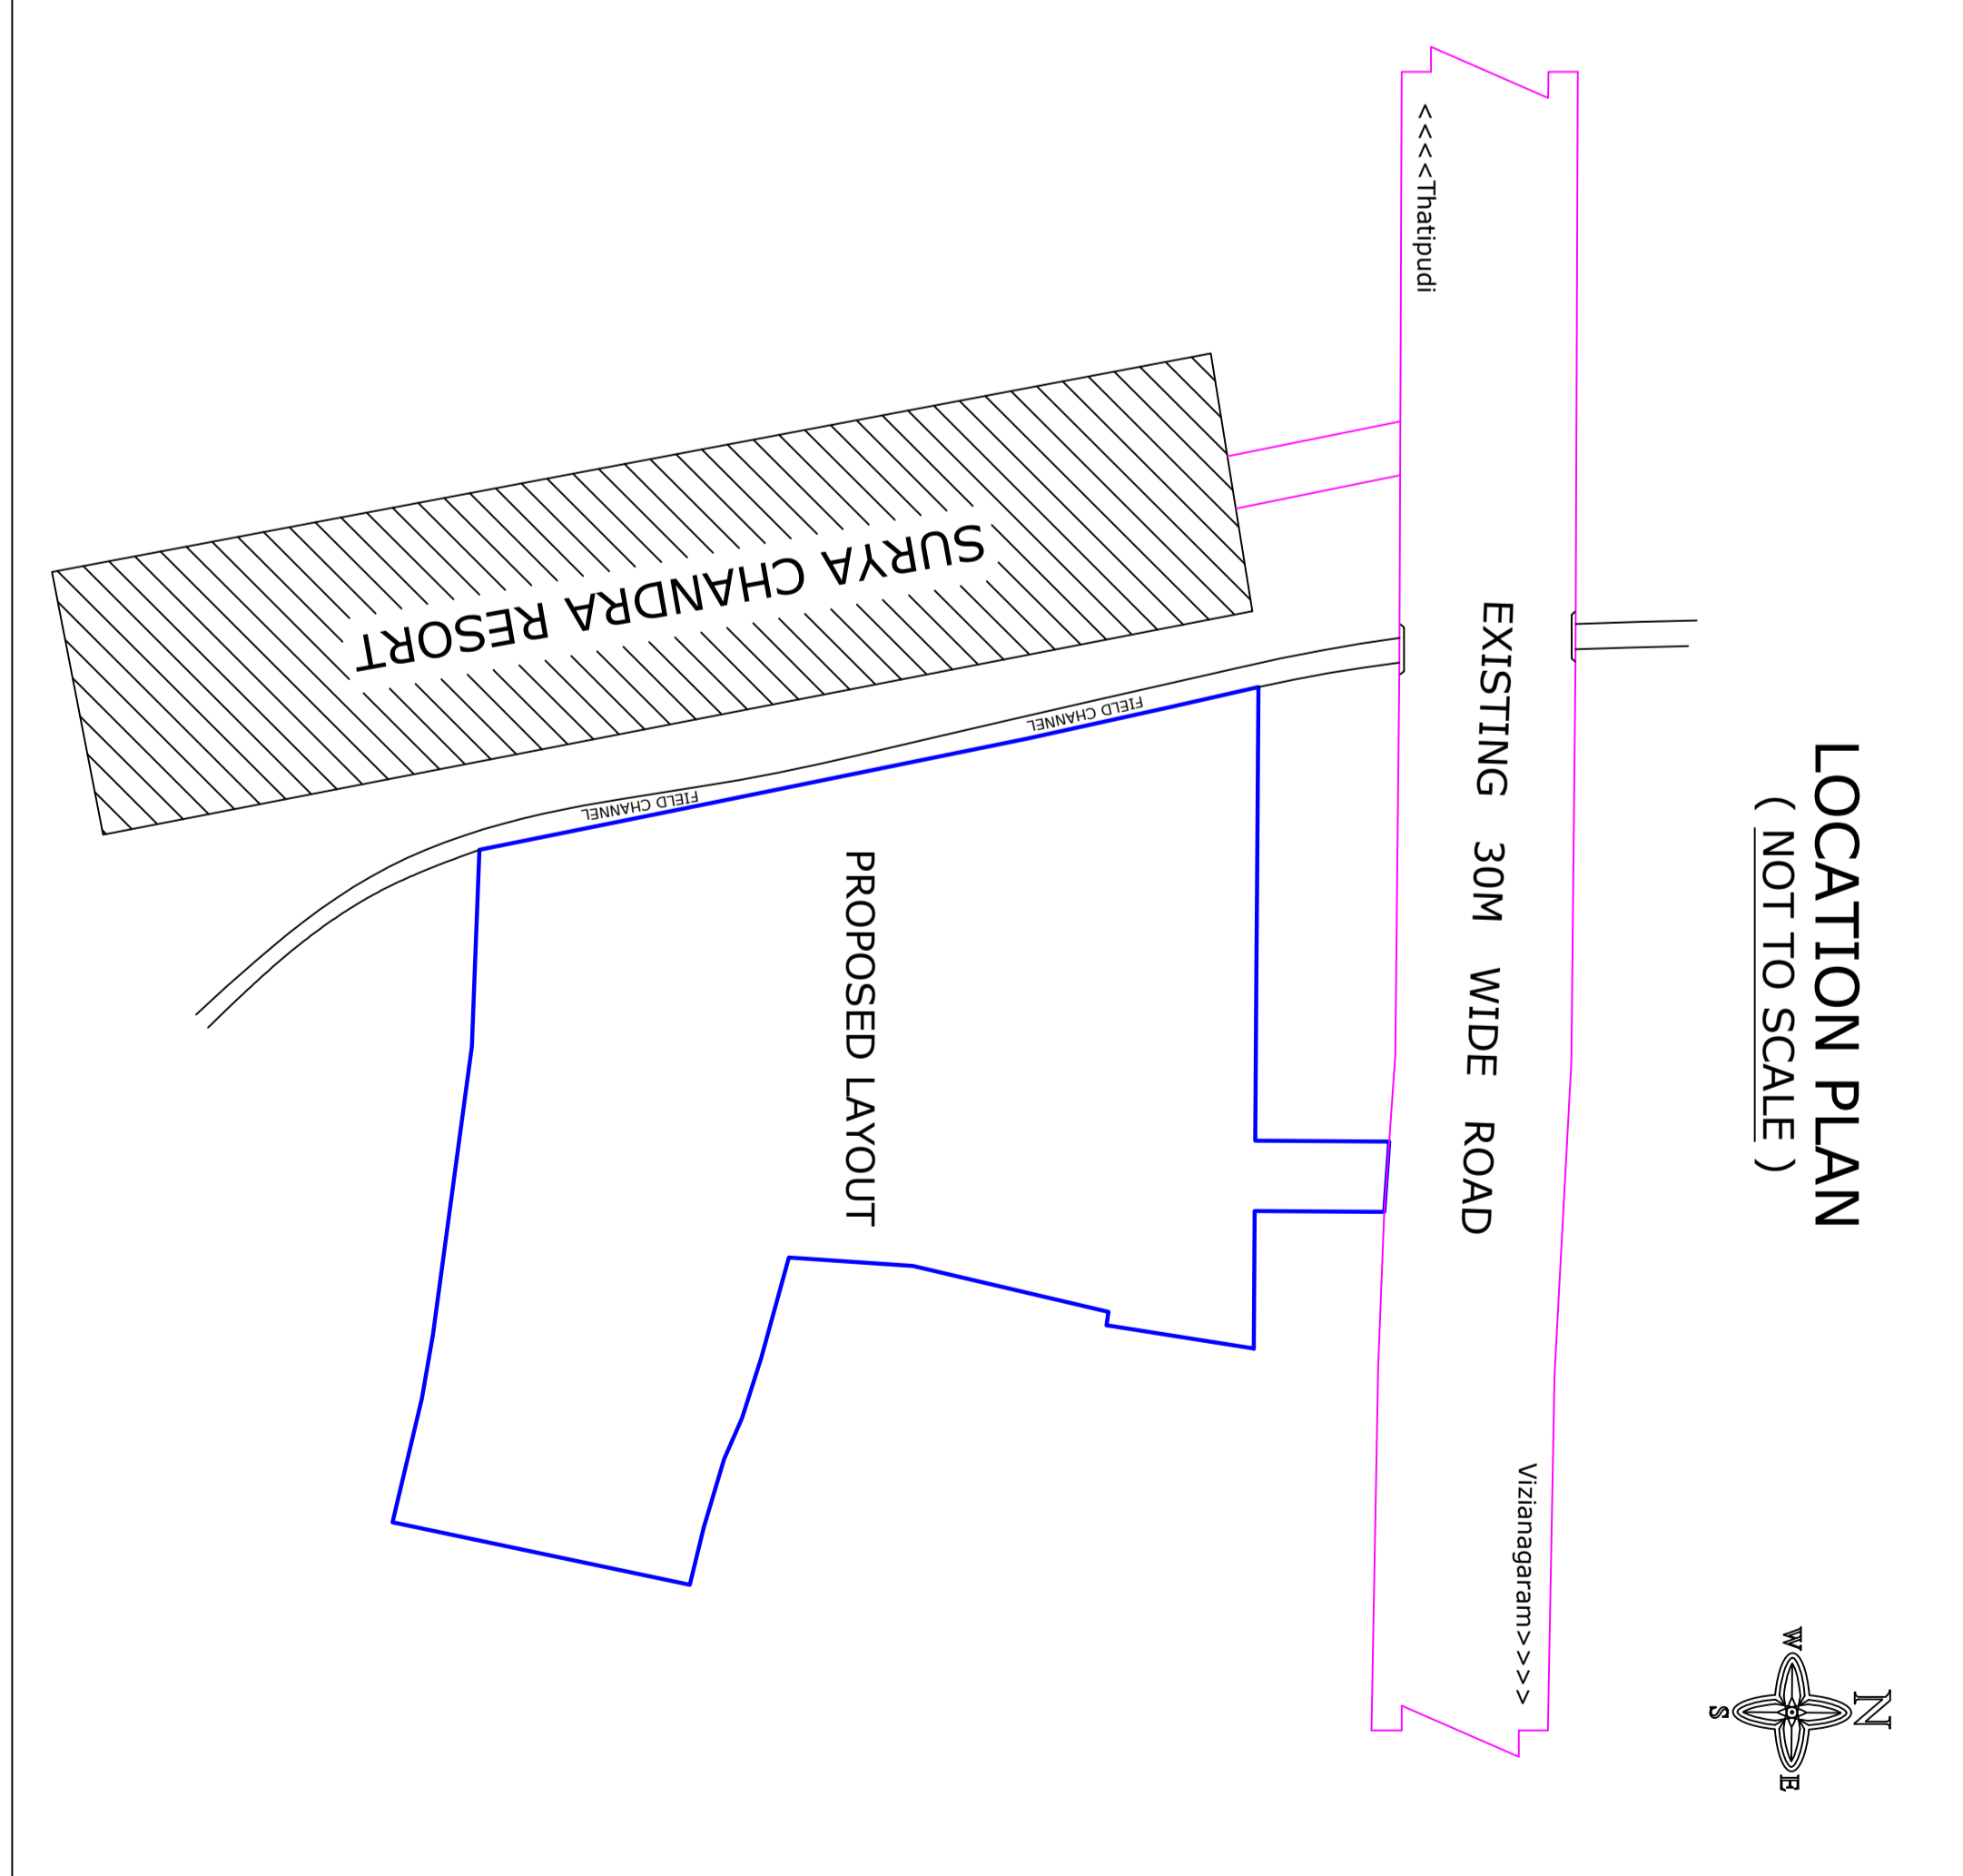 LOCATION PLAN
( NOT TO SCALE )
<<<<Thatipudi
EXISTING 30M WIDE ROAD
Vizianagaram>>>>
SURYA CHANDRA RESORT
FIELD CHANNEL
FIELD CHANNEL
PROPOSED LAYOUT
N
W
E
S